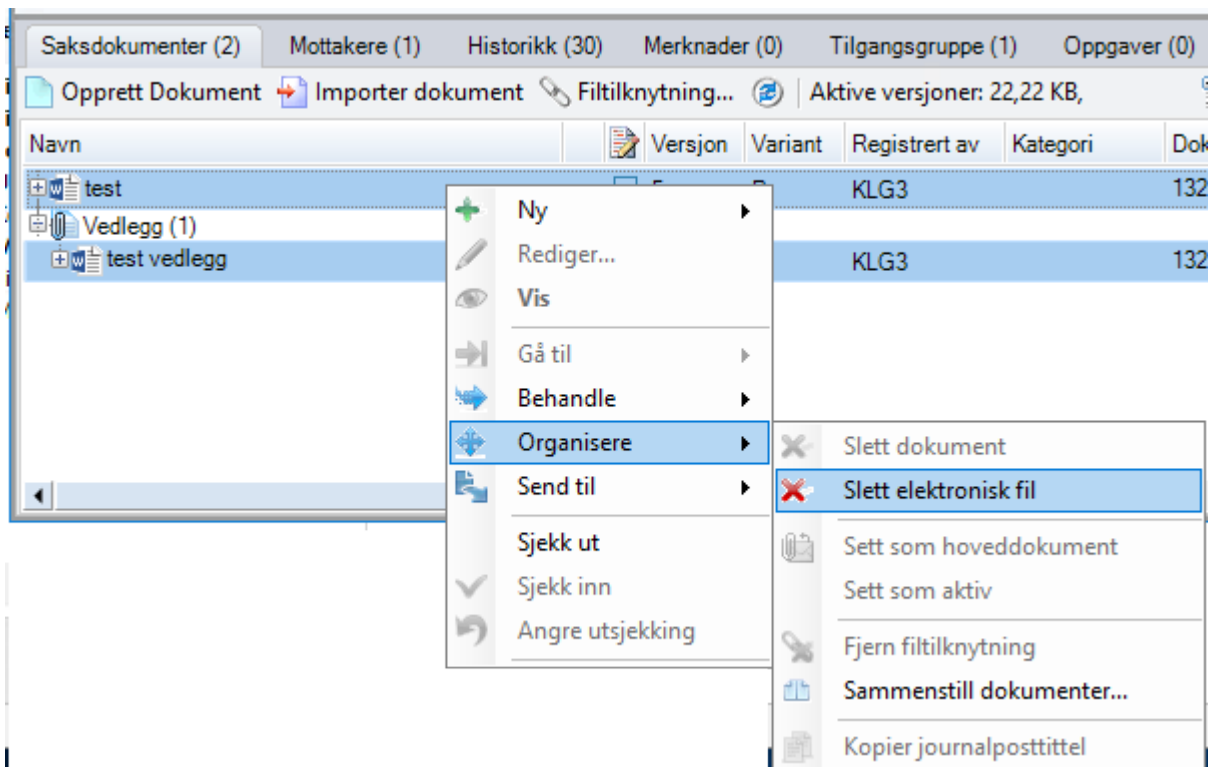 Saksdokumenter (2) Mottakere (1) Historikk (30) Merknader (0) Tilgangsgruppe (1) Oppgaver (0)
Opprett Dokument Importer dokument Filtilknytning... Aktive versjoner: 22,22 KB,
Navn Versjon Variant Registrert av Kategori Dok
test KLG3 132
Vedlegg (1)
test vedlegg KLG3 132
Ny
Rediger...
Vis
Gå til
Behandle
Organisere
Send til
Sjekk ut
Sjekk inn
Angre utsjekking
Slett dokument
Slett elektronisk fil
Sett som hoveddokument
Sett som aktiv
Fjern filtilknytning
Sammenstill dokumenter...
Kopier journalposttittel